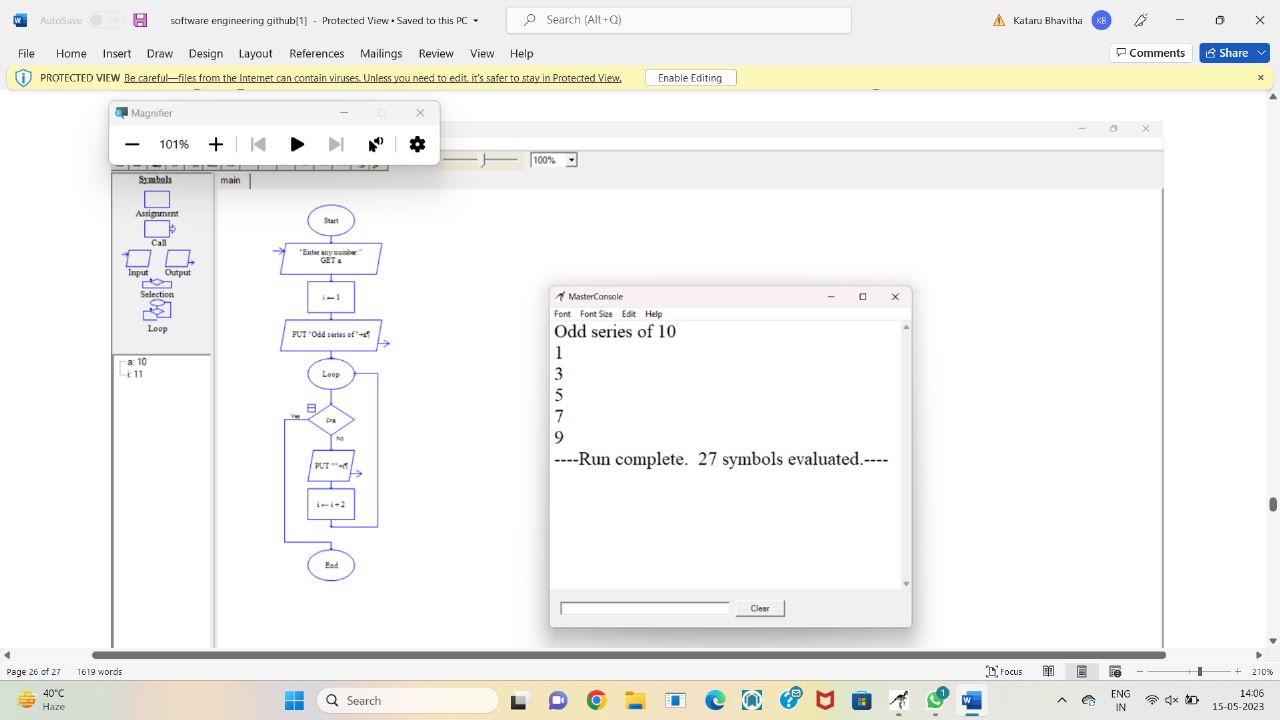 AutoSave Off software engineering github[1] - Protected View • Saved to this PC Search (Alt+Q) Kataru Bhavitha KB
File Home Insert Draw Design Layout References Mailings Review View Help Comments Share
PROTECTED VIEW Be careful—files from the Internet can contain viruses. Unless you need to edit, it's safer to stay in Protected View. Enable Editing
Magnifier
101%
100%
Symbols
main
Assignment
Call
Input Output
Selection
Loop
a: 10
i: 11
Start
"Enter any number "
GET a
i ← 1
PUT "Odd series of "+a¶
Loop
Yes
i>a
No
PUT ""+i¶
i ← i + 2
End
MasterConsole
Font Font Size Edit Help
Odd series of 10
1
3
5
7
9
----Run complete.  27 symbols evaluated.----
Clear
Page 26 of 27 1619 words Focus 210%
40°C
Haze
Search
1
ENG
IN
14:06
15-05-2023